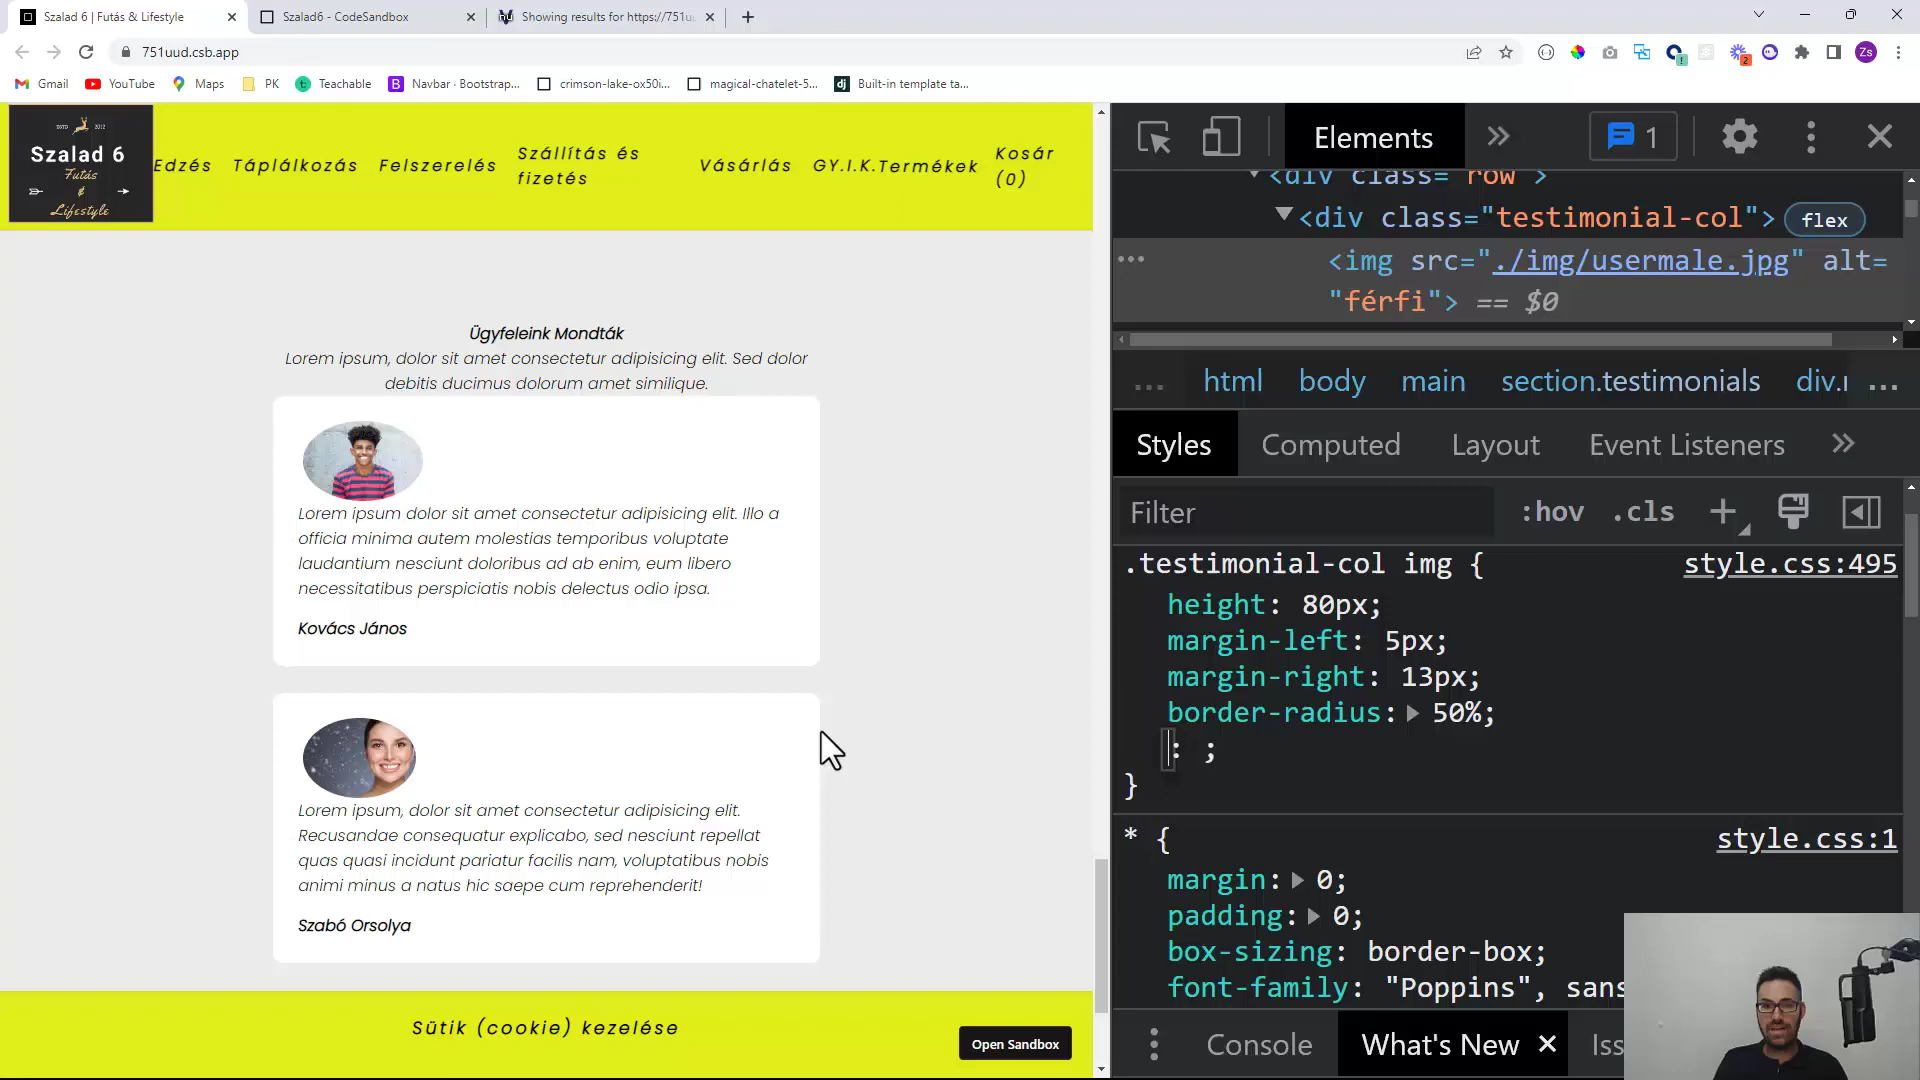 Szalad 6 | Futás & Lifestyle
Szalad6 - CodeSandbox
Showing results for https://751u
751uud.csb.app
Zs
Gmail
YouTube
Maps
PK
Teachable
Navbar · Bootstrap...
crimson-lake-ox50i...
magical-chatelet-5...
Built-in template ta...
ESTD 2012
Szalad 6
Futás
&
Lifestyle
Edzés
Táplálkozás
Felszerelés
Szállítás és
fizetés
Vásárlás
GY.I.K.
Termékek
Kosár
(0)
Ügyfeleink Mondták
Lorem ipsum, dolor sit amet consectetur adipisicing elit. Sed dolor
debitis ducimus dolorum amet similique.
Lorem ipsum dolor sit amet consectetur adipisicing elit. Illo a
officia minima autem molestias temporibus voluptate
laudantium nesciunt doloribus ad ab enim, eum libero
necessitatibus perspiciatis nobis delectus odio ipsa.
Kovács János
Lorem ipsum, dolor sit amet consectetur adipisicing elit.
Recusandae consequatur explicabo, sed nesciunt repellat
quas quasi incidunt pariatur facilis nam, voluptatibus nobis
animi minus a natus hic saepe cum reprehenderit!
Szabó Orsolya
Sütik (cookie) kezelése
Open Sandbox
Elements
1
<div class="row">
<div class="testimonial-col"> flex
<img src="./img/usermale.jpg" alt=
"férfi"> == $0
... html body main section.testimonials div.r ...
Styles Computed Layout Event Listeners
Filter :hov .cls
.testimonial-col img { style.css:495
height: 80px;
margin-left: 5px;
margin-right: 13px;
border-radius: 50%;
: ;
}
* { style.css:1
margin: 0;
padding: 0;
box-sizing: border-box;
font-family: "Poppins", sans
Console What's New Iss